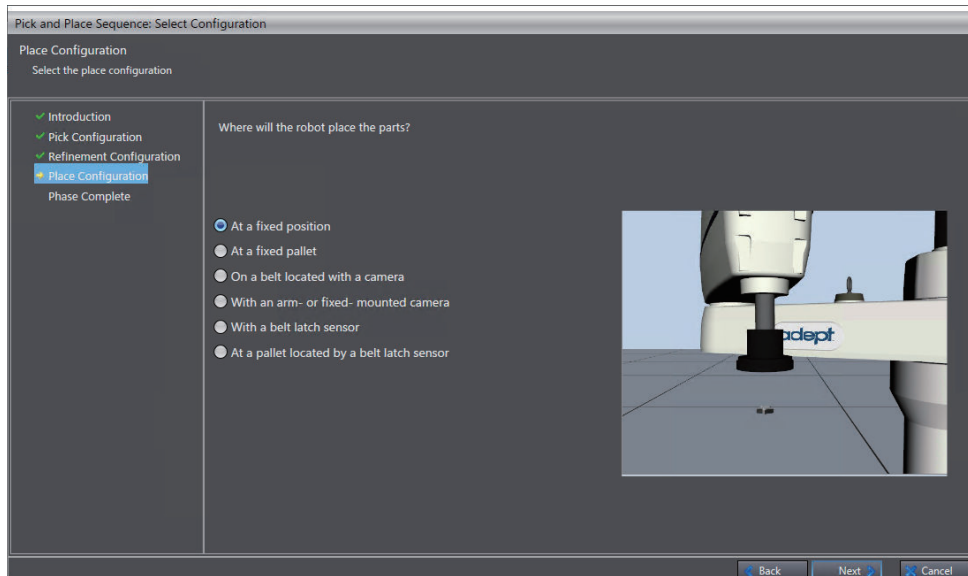 Pick and Place Sequence: Select Configuration
Place Configuration
Select the place configuration
Introduction
Pick Configuration
Refinement Configuration
Place Configuration
Phase Complete
Where will the robot place the parts?
At a fixed position
At a fixed pallet
On a belt located with a camera
With an arm- or fixed- mounted camera
With a belt latch sensor
At a pallet located by a belt latch sensor
adept
Back
Next
Cancel